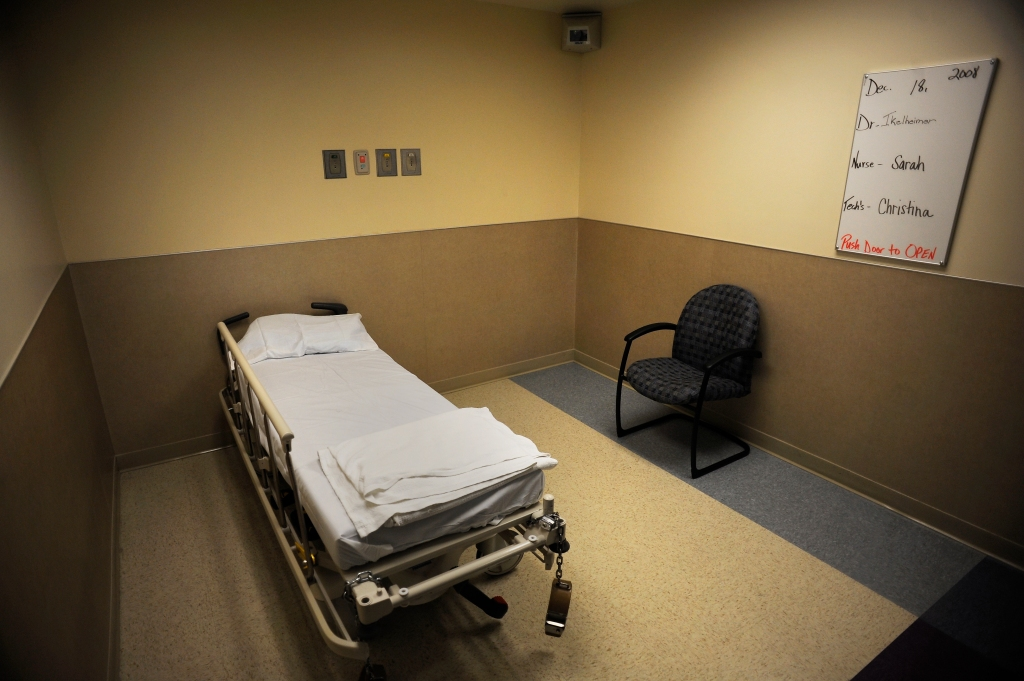 Dec. 18, 2008
Dr. Ikelheimer
Nurse - Sarah
Tech's - Christina
Push Door to OPEN